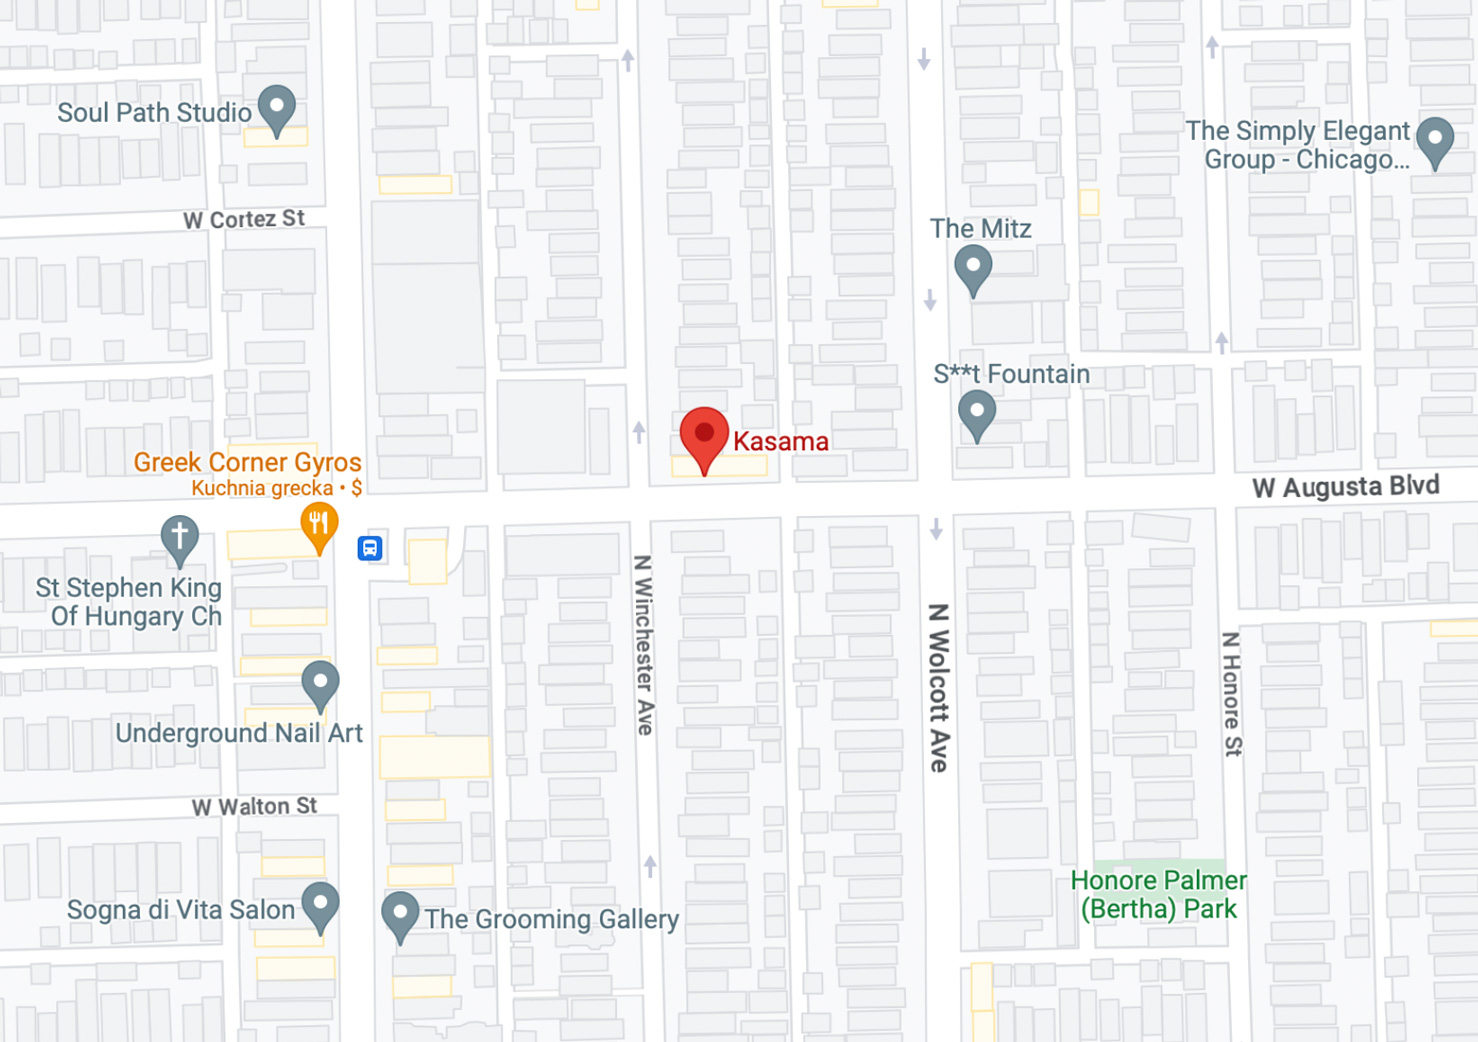 Soul Path Studio
The Simply Elegant
Group - Chicago...
W Cortez St
The Mitz
S**t Fountain
Kasama
Greek Corner Gyros
Kuchnia grecka • $
W Augusta Blvd
St Stephen King
Of Hungary Ch
N Winchester Ave
N Wolcott Ave
N Honore St
Underground Nail Art
W Walton St
Honore Palmer
(Bertha) Park
Sogna di Vita Salon
The Grooming Gallery